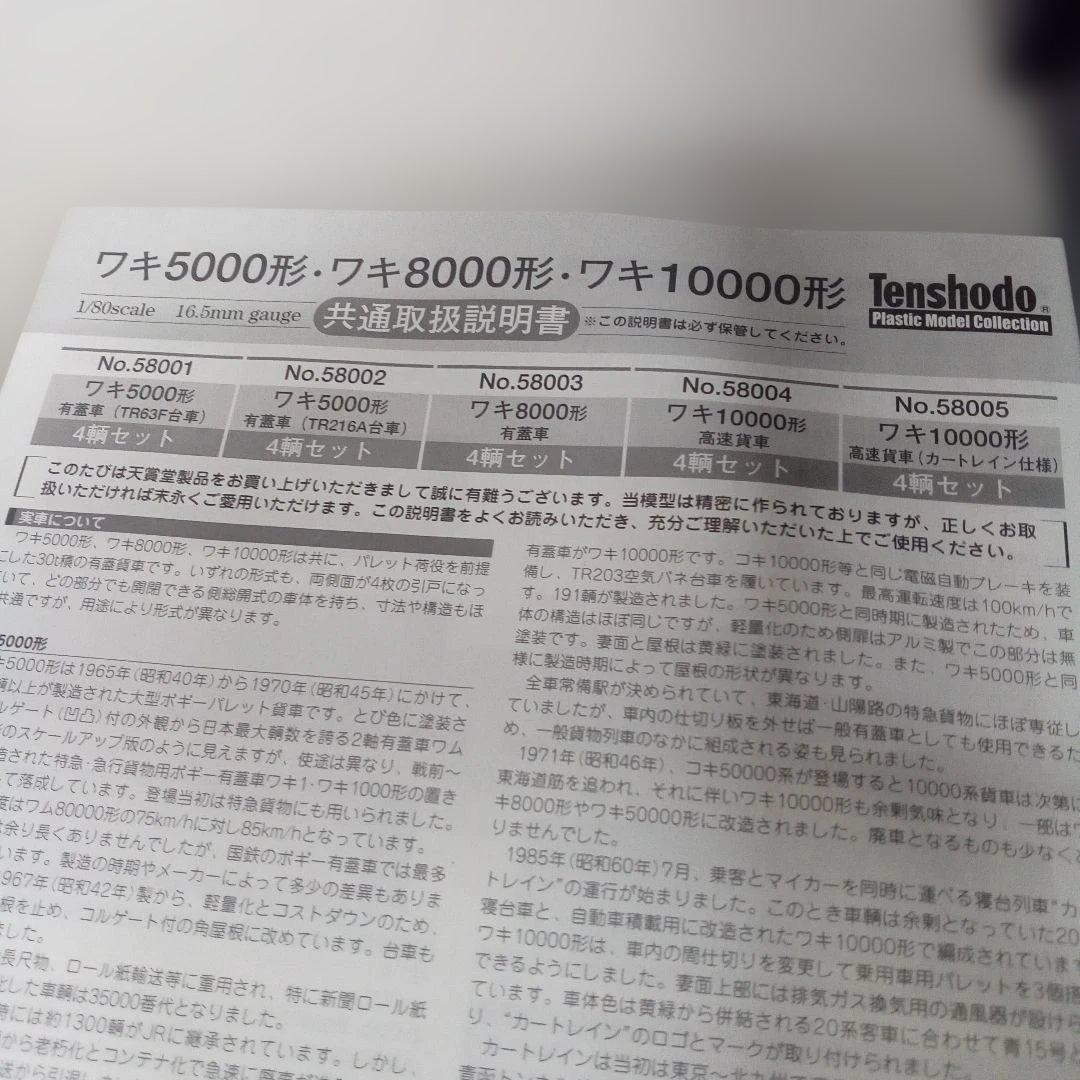 ワキ5000形・ワキ8000形・ワキ10000形
Tenshodo®
Plastic Model Collection
1/80scale 16.5mm gauge 共通取扱説明書 ※この説明書は必ず保管してください。
No.58001
ワキ5000形
有蓋車（TR63F台車）
4輌セット
No.58002
ワキ5000形
有蓋車（TR216A台車）
4輌セット
No.58003
ワキ8000形
有蓋車
4輌セット
No.58004
ワキ10000形
高速貨車
4輌セット
No.58005
ワキ10000形
高速貨車（カートレイン仕様）
4輌セット
このたびは天賞堂製品をお買い上げいただきまして誠に有難うございます。当模型は精密に作られておりますが、正しくお取
扱いただければ末永くご愛用いただけます。この説明書をよくお読みいただき、充分ご理解いただいた上でご使用ください。
実車について
ワキ5000形、ワキ8000形、ワキ10000形は共に、パレット荷役を前提
にした30t積の有蓋貨車です。いずれの形式も、両側面が4枚の引戸になっ
いて、どの部分でも開閉できる側総開式の車体を持ち、寸法や構造もほ
共通ですが、用途により形式が異なります。
5000形
キ5000形は1965年（昭和40年）から1970年（昭和45年）にかけて、
輌以上が製造された大型ボギーパレット貨車です。とび色に塗装さ
ルゲート（凹凸）付の外観から日本最大輌数を誇る2軸有蓋車ワム
のスケールアップ版のように見えますが、使途は異なり、戦前～
造された特急・急行貨物用ボギー有蓋車ワキ1・ワキ1000形の置き
て落成しています。登場当初は特急貨物にも用いられました。
度はワム80000形の75km/hに対し85km/hとなっています。
余り長くありませんでしたが、国鉄のボギー有蓋車では最多
います。製造の時期やメーカーによって多少の差異もありま
967年（昭和42年）製から、軽量化とコストダウンのため、
根を止め、コルゲート付の角屋根に改めています。台車も
ました。
長尺物、ロール紙輸送等に重用され、特に新聞ロール紙
化した車輌は35000番代となりました。
時には約1300輌がJRに継承されています。しかし、
から老朽化とコンテナ化で急速に廃車が
送から引退し
有蓋車がワキ10000形です。コキ10000形等と同じ電磁自動ブレーキを装
備し、TR203空気バネ台車を履いています。最高運転速度は100km/hで
す。191輌が製造されました。ワキ5000形と同時期に製造されたため、車
体の構造はほぼ同じですが、軽量化のため側扉はアルミ製でこの部分は無
塗装です。妻面と屋根は黄緑に塗装されました。また、ワキ5000形と同
様に製造時期によって屋根の形状が異なります。
全車常備駅が決められていて、東海道・山陽路の特急貨物にほぼ専従し
ていましたが、車内の仕切り板を外せば一般有蓋車としても使用できるた
め、一般貨物列車のなかに組成される姿も見られました。
1971年（昭和46年）、コキ50000系が登場すると10000系貨車は次第に
東海道筋を追われ、それに伴いワキ10000形も余剰気味となり、一部はワ
キ8000形やワキ50000形に改造されました。廃車となるものも少なくあ
りませんでした。
1985年（昭和60年）7月、乗客とマイカーを同時に運べる寝台列車“カー
トレイン”の運行が始まりました。このとき車輌は余剰となっていた20
寝台車と、自動車積載用に改造されたワキ10000形で編成されています
ワキ10000形は、車内の間仕切りを変更して乗用車用パレットを3個搭
できるようにしました。妻面上部には排気ガス換気用の通風器が設けら
ています。車体色は黄緑から併結される20系客車に合わせて青15号と
り、“カートレイン”のロゴとマークが取り付けられました。
カートレインは当初は東京～北九州
青函トン